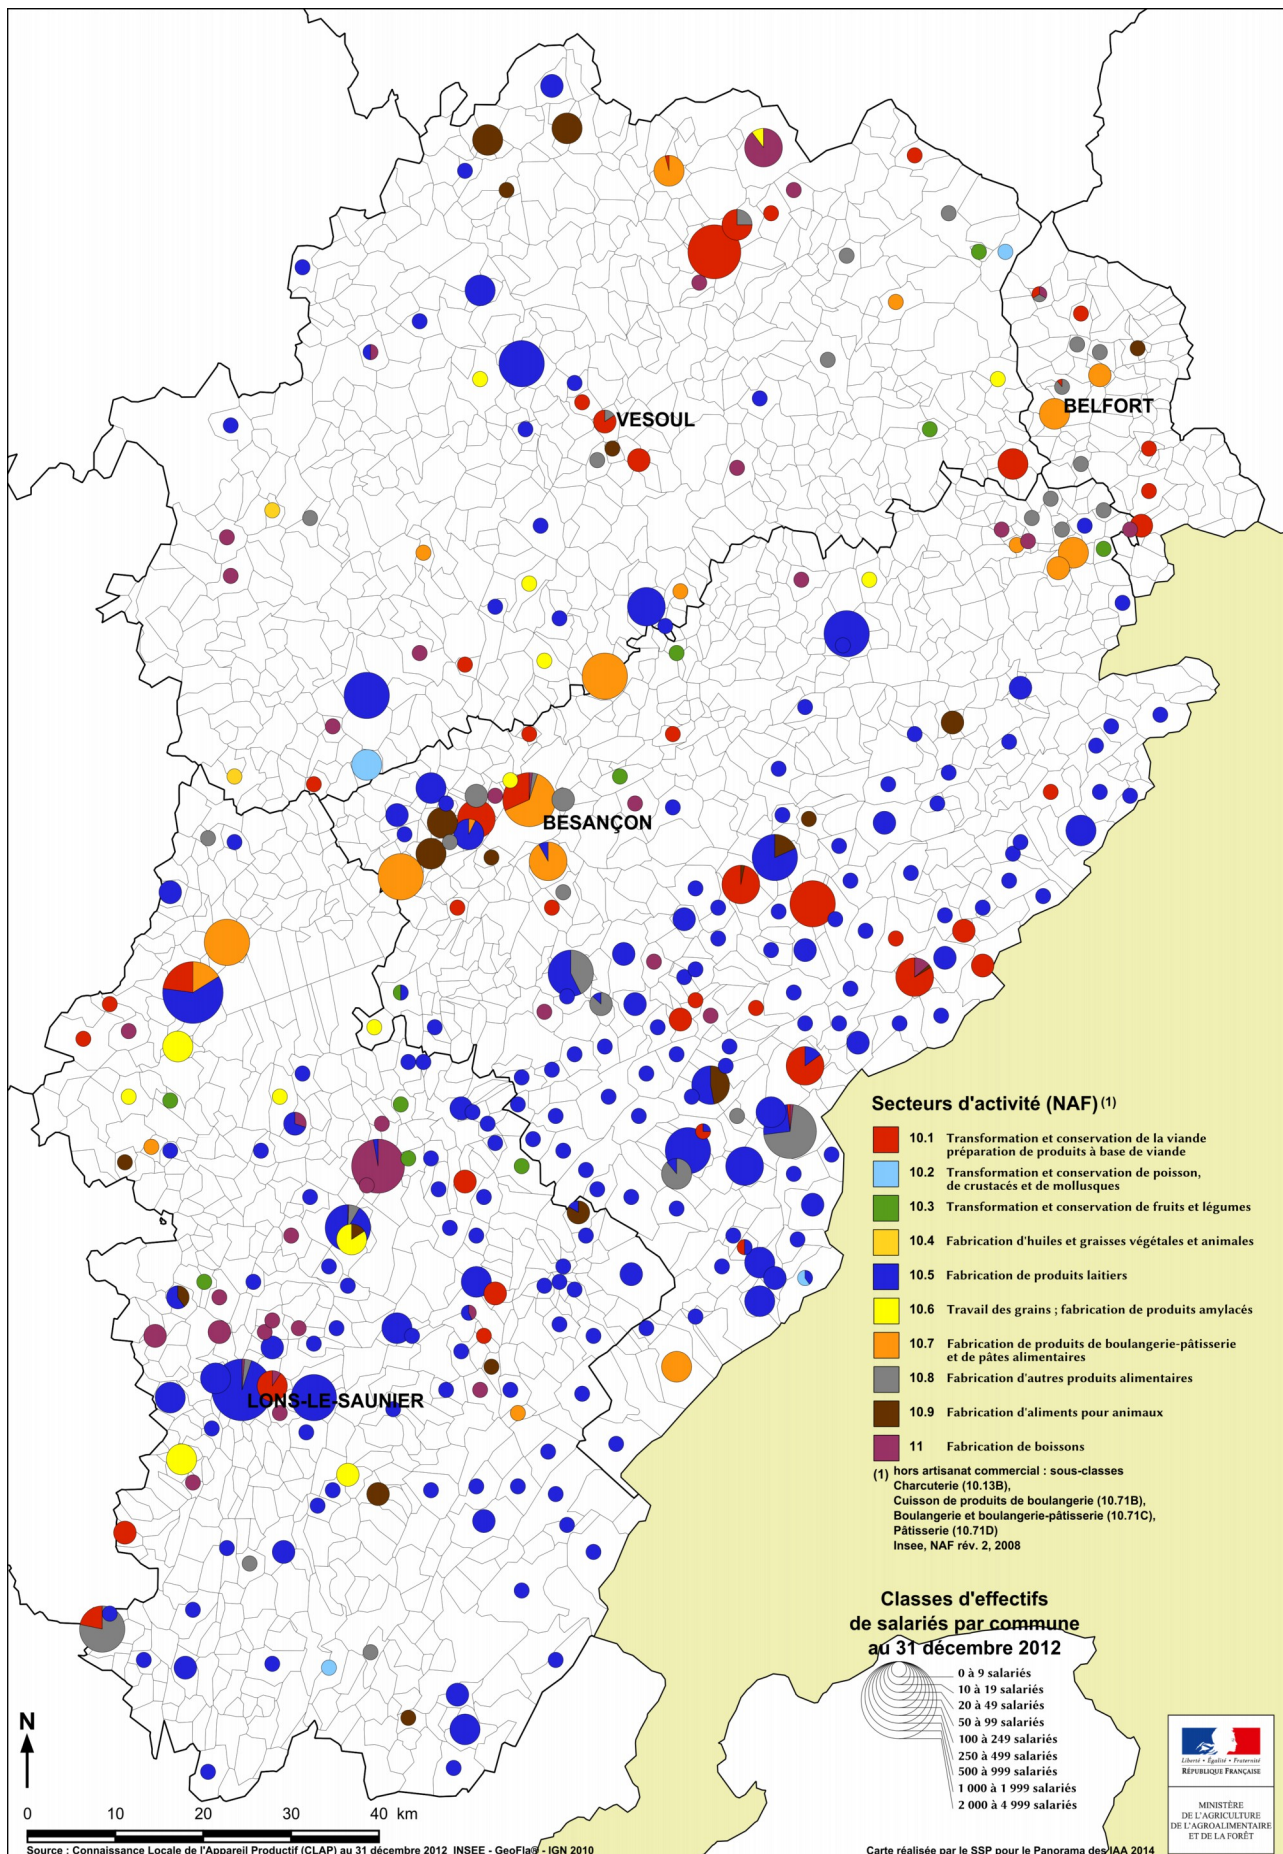 VESOUL
BELFORT
BESANÇON
LONS-LE-SAUNIER
Secteurs d'activité (NAF) (1)
10.1 Transformation et conservation de la viande
préparation de produits à base de viande
10.2 Transformation et conservation de poisson,
de crustacés et de mollusques
10.3 Transformation et conservation de fruits et légumes
10.4 Fabrication d'huiles et graisses végétales et animales
10.5 Fabrication de produits laitiers
10.6 Travail des grains ; fabrication de produits amylacés
10.7 Fabrication de produits de boulangerie-pâtisserie
et de pâtes alimentaires
10.8 Fabrication d'autres produits alimentaires
10.9 Fabrication d'aliments pour animaux
11 Fabrication de boissons
(1) hors artisanat commercial : sous-classes
Charcuterie (10.13B),
Cuisson de produits de boulangerie (10.71B),
Boulangerie et boulangerie-pâtisserie (10.71C),
Pâtisserie (10.71D)
Insee, NAF rév. 2, 2008
Classes d'effectifs
de salariés par commune
au 31 décembre 2012
0 à 9 salariés
10 à 19 salariés
20 à 49 salariés
50 à 99 salariés
100 à 249 salariés
250 à 499 salariés
500 à 999 salariés
1 000 à 1 999 salariés
2 000 à 4 999 salariés
N
0 10 20 30 40 km
Liberté • Égalité • Fraternité
RÉPUBLIQUE FRANÇAISE
MINISTÈRE
DE L'AGRICULTURE
DE L'AGROALIMENTAIRE
ET DE LA FORÊT
Source : Connaissance Locale de l'Appareil Productif (CLAP) au 31 décembre 2012 INSEE - GeoFla® - IGN 2010
Carte réalisée par le SSP pour le Panorama des IAA 2014